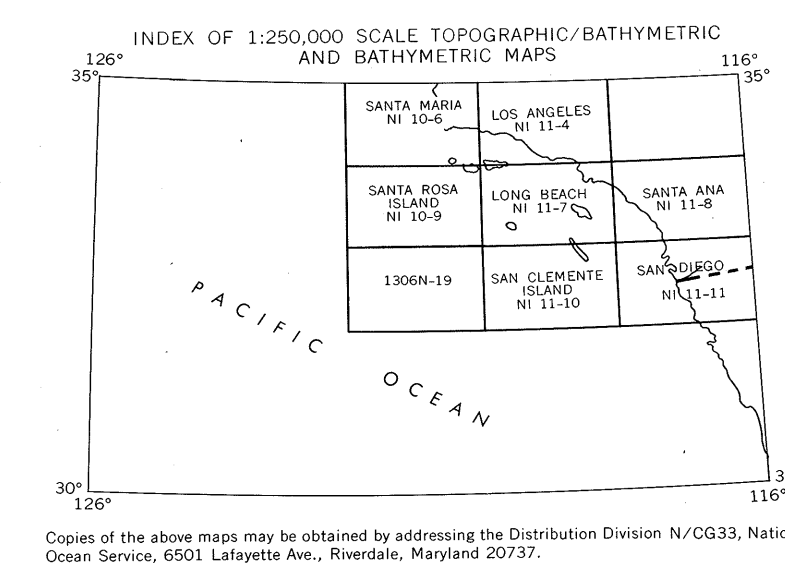 INDEX OF 1:250,000 SCALE TOPOGRAPHIC/BATHYMETRIC
AND BATHYMETRIC MAPS
126° 116°
35° 35°
SANTA MARIA
NI 10-6
LOS ANGELES
NI 11-4
SANTA ROSA
ISLAND
NI 10-9
LONG BEACH
NI 11-7
SANTA ANA
NI 11-8
1306N-19
SAN CLEMENTE
ISLAND
NI 11-10
SAN DIEGO
NI 11-11
PACIFIC
OCEAN
30° 3
126° 116°
Copies of the above maps may be obtained by addressing the Distribution Division N/CG33, Natio
Ocean Service, 6501 Lafayette Ave., Riverdale, Maryland 20737.